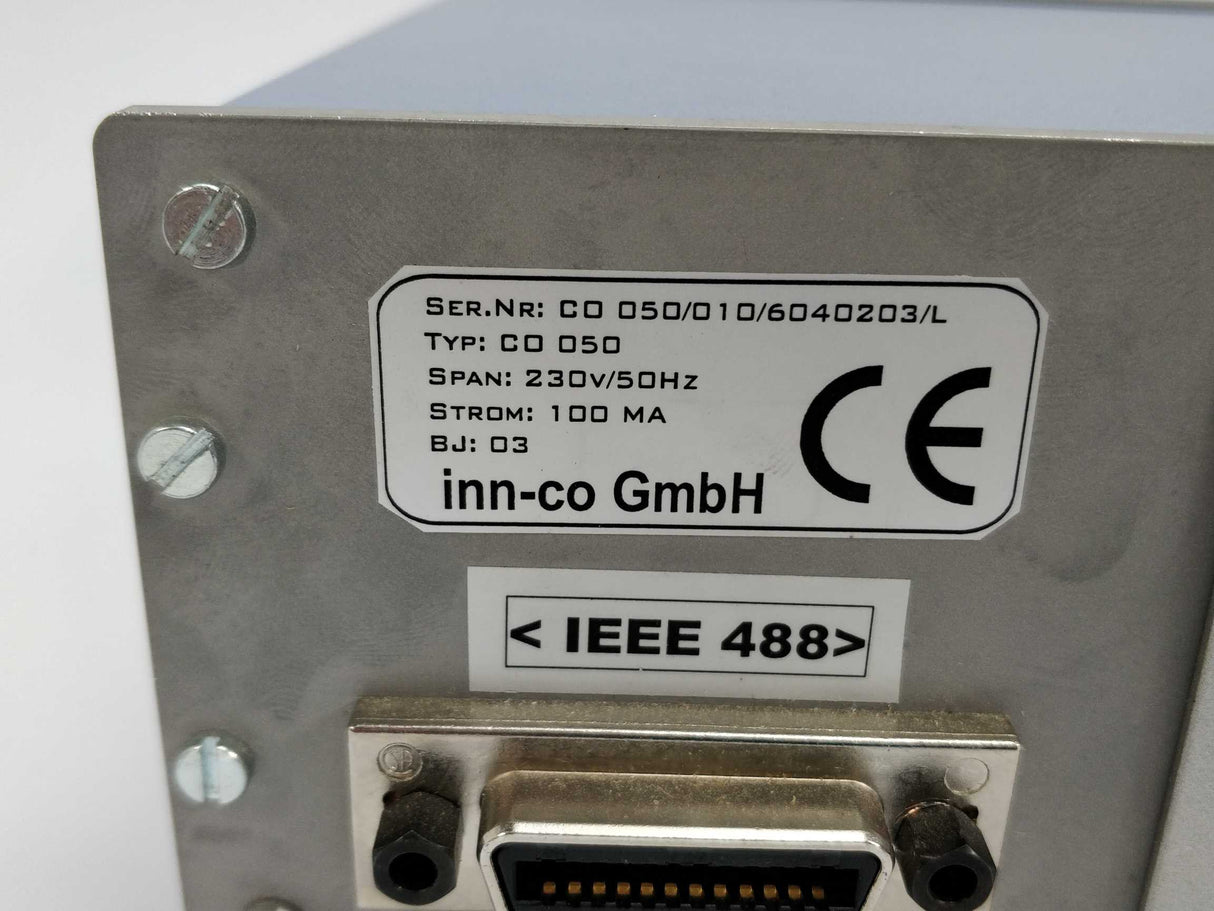 SER.NR: CO 050/010/6040203/L
TYP: CO 050
SPAN: 230V/50HZ
STROM: 100 MA
BJ: 03
inn-co GmbH
CE
< IEEE 488>